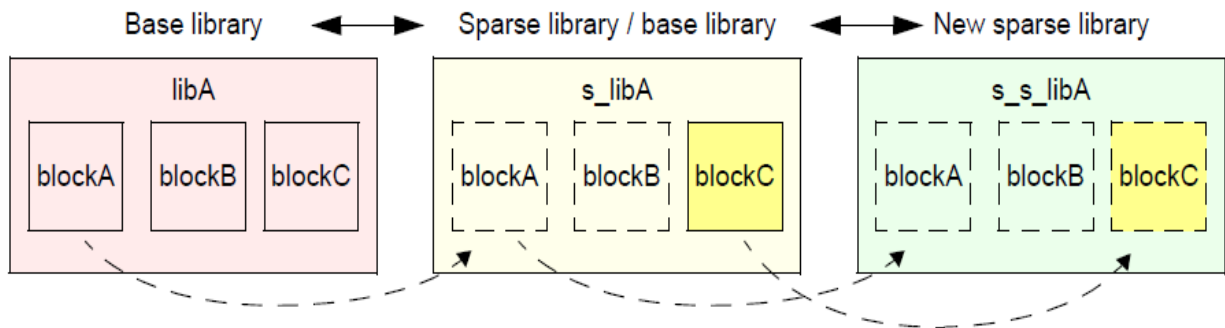 Base library
Sparse library / base library
New sparse library
libA
s_libA
s_s_libA
blockA
blockB
blockC
blockA
blockB
blockC
blockA
blockB
blockC